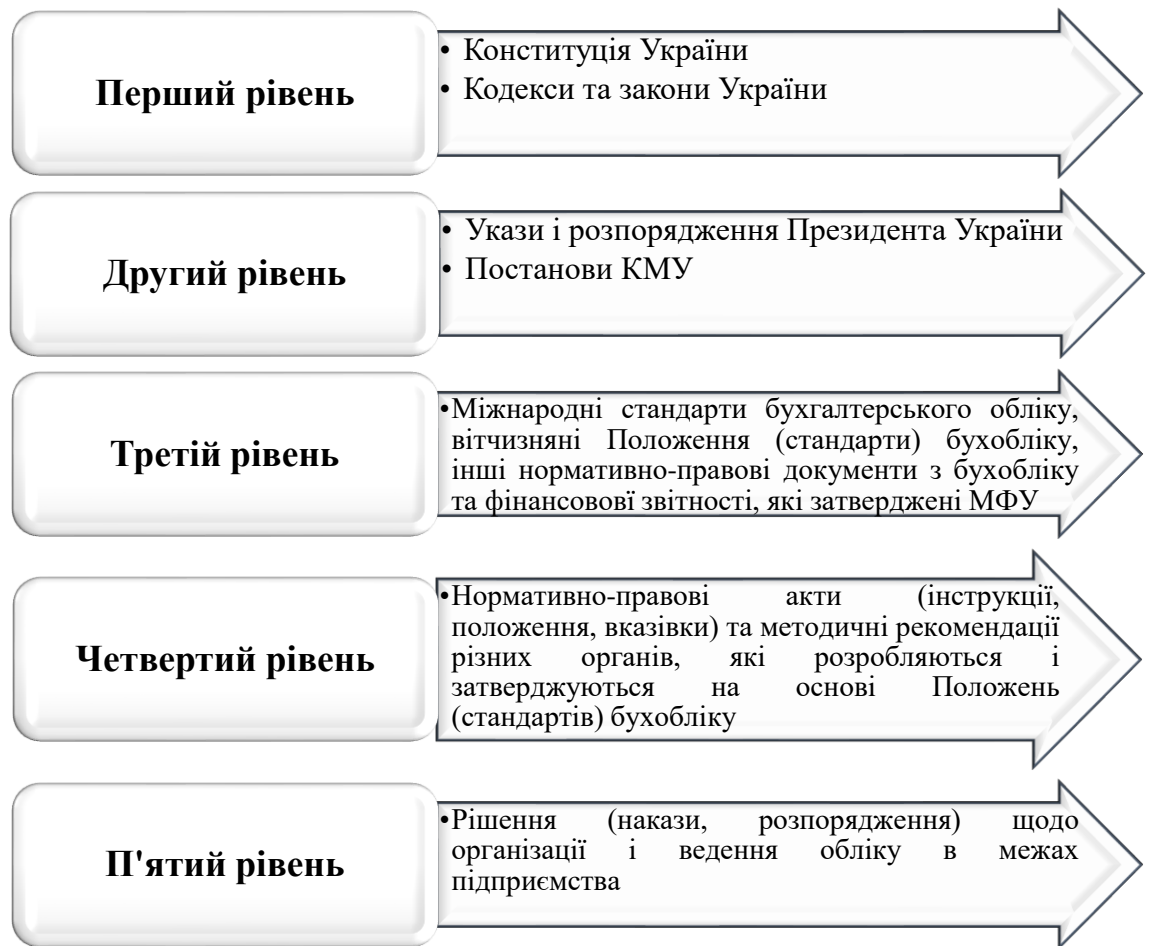 Перший рівень
• Конституція України
• Кодекси та закони України
Другий рівень
• Укази і розпорядження Президента України
• Постанови КМУ
Третій рівень
•Міжнародні стандарти бухгалтерського обліку,
вітчизняні Положення (стандарти) бухобліку,
інші нормативно-правові документи з бухобліку
та фінансовові звітності, які затверджені МФУ
Четвертий рівень
•Нормативно-правові акти (інструкції,
положення, вказівки) та методичні рекомендації
різних органів, які розробляються і
затверджуються на основі Положень
(стандартів) бухобліку
П'ятий рівень
•Рішення (накази, розпорядження) щодо
організації і ведення обліку в межах
підприємства